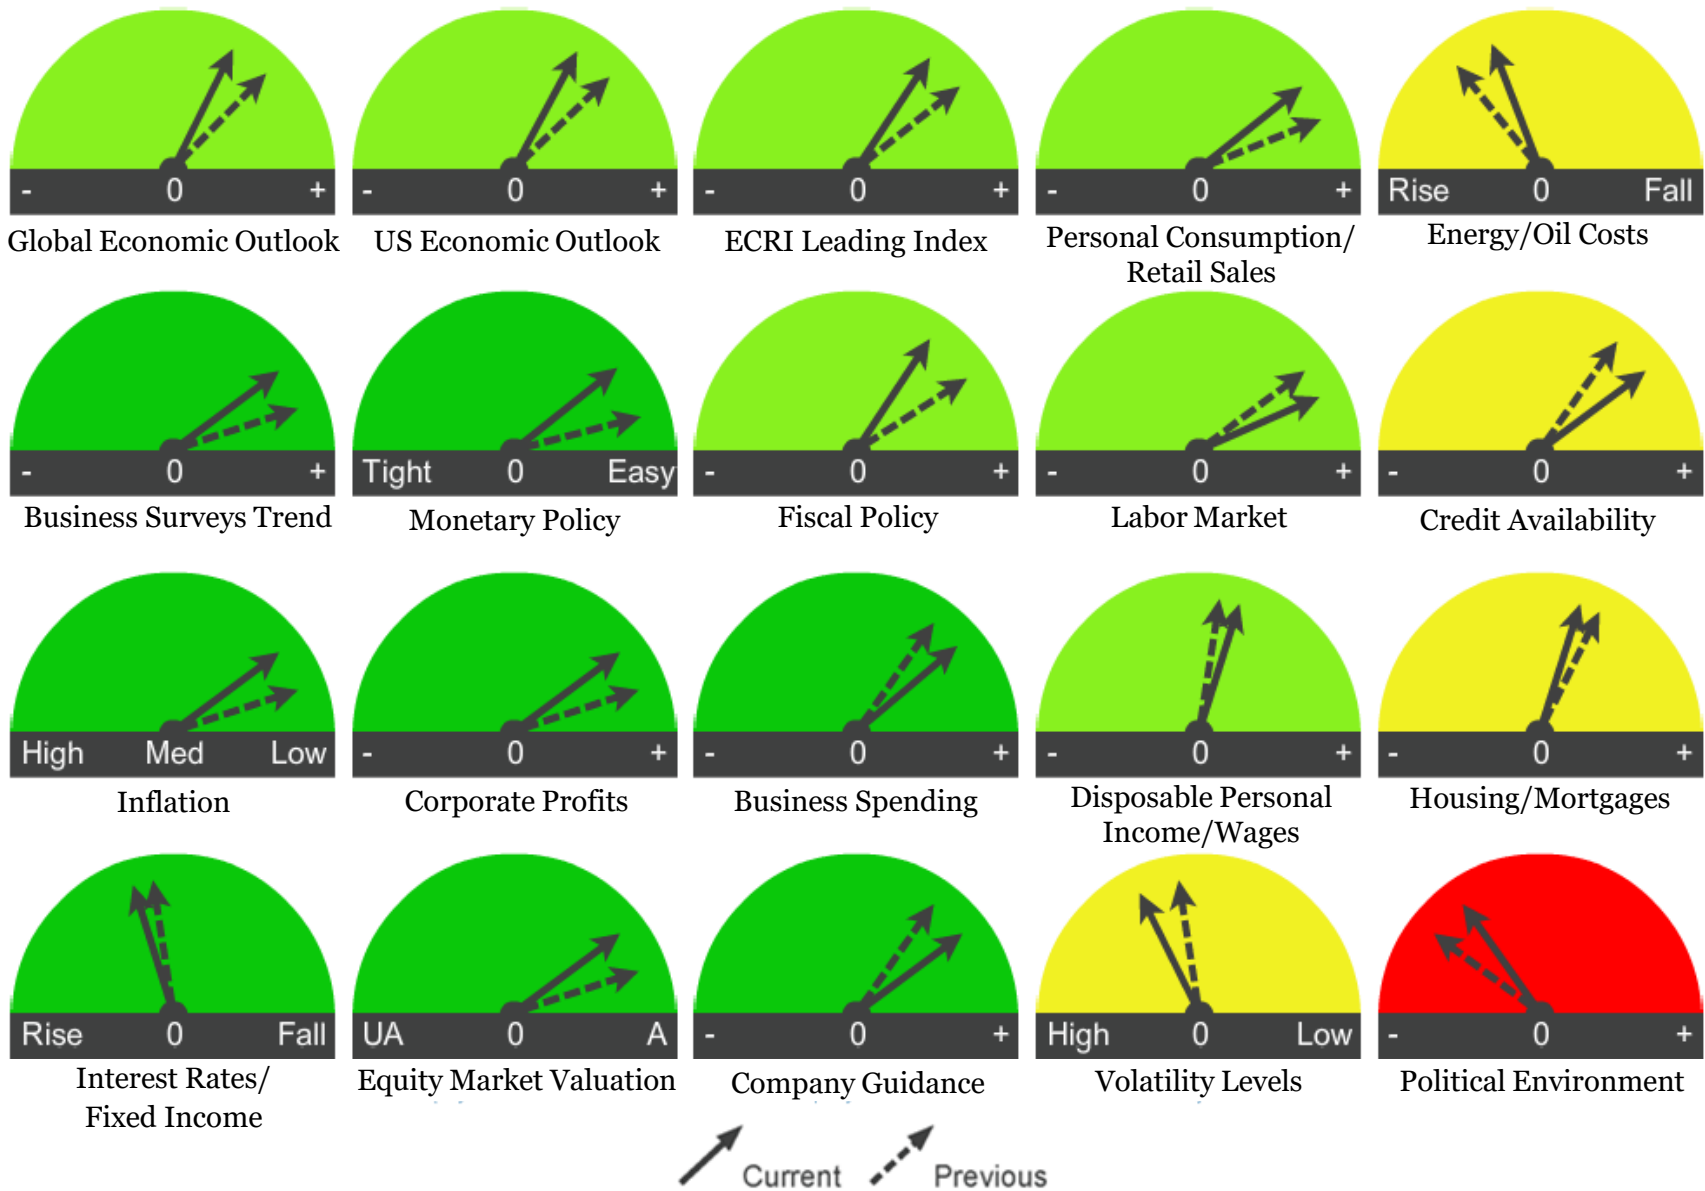 - 0 +
Global Economic Outlook
- 0 +
US Economic Outlook
- 0 +
ECRI Leading Index
- 0 +
Personal Consumption/
Retail Sales
Rise 0 Fall
Energy/Oil Costs
- 0 +
Business Surveys Trend
Tight 0 Easy
Monetary Policy
- 0 +
Fiscal Policy
- 0 +
Labor Market
- 0 +
Credit Availability
High Med Low
Inflation
- 0 +
Corporate Profits
- 0 +
Business Spending
- 0 +
Disposable Personal
Income/Wages
- 0 +
Housing/Mortgages
Rise 0 Fall
Interest Rates/
Fixed Income
UA 0 A
Equity Market Valuation
- 0 +
Company Guidance
High 0 Low
Volatility Levels
- 0 +
Political Environment
Current
Previous